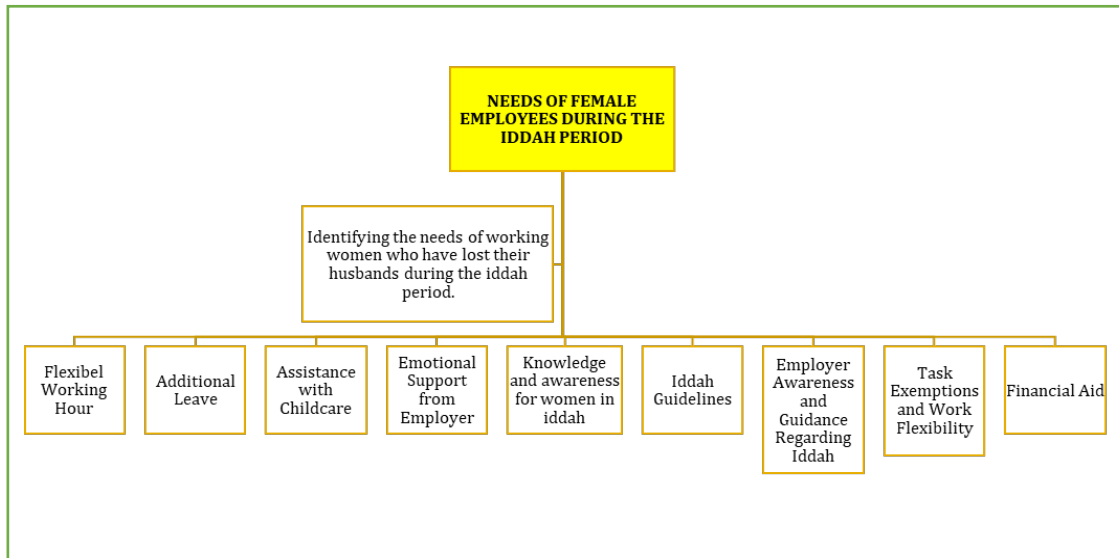 NEEDS OF FEMALE
EMPLOYEES DURING THE
IDDAH PERIOD
Identifying the needs of working
women who have lost their
husbands during the iddah
period.
Flexibel
Working
Hour
Additional
Leave
Assistance
with
Childcare
Emotional
Support
from
Employer
Knowledge
and awareness
for women in
iddah
Iddah
Guidelines
Employer
Awareness
and
Guidance
Regarding
Iddah
Task
Exemptions
and Work
Flexibility
Financial Aid